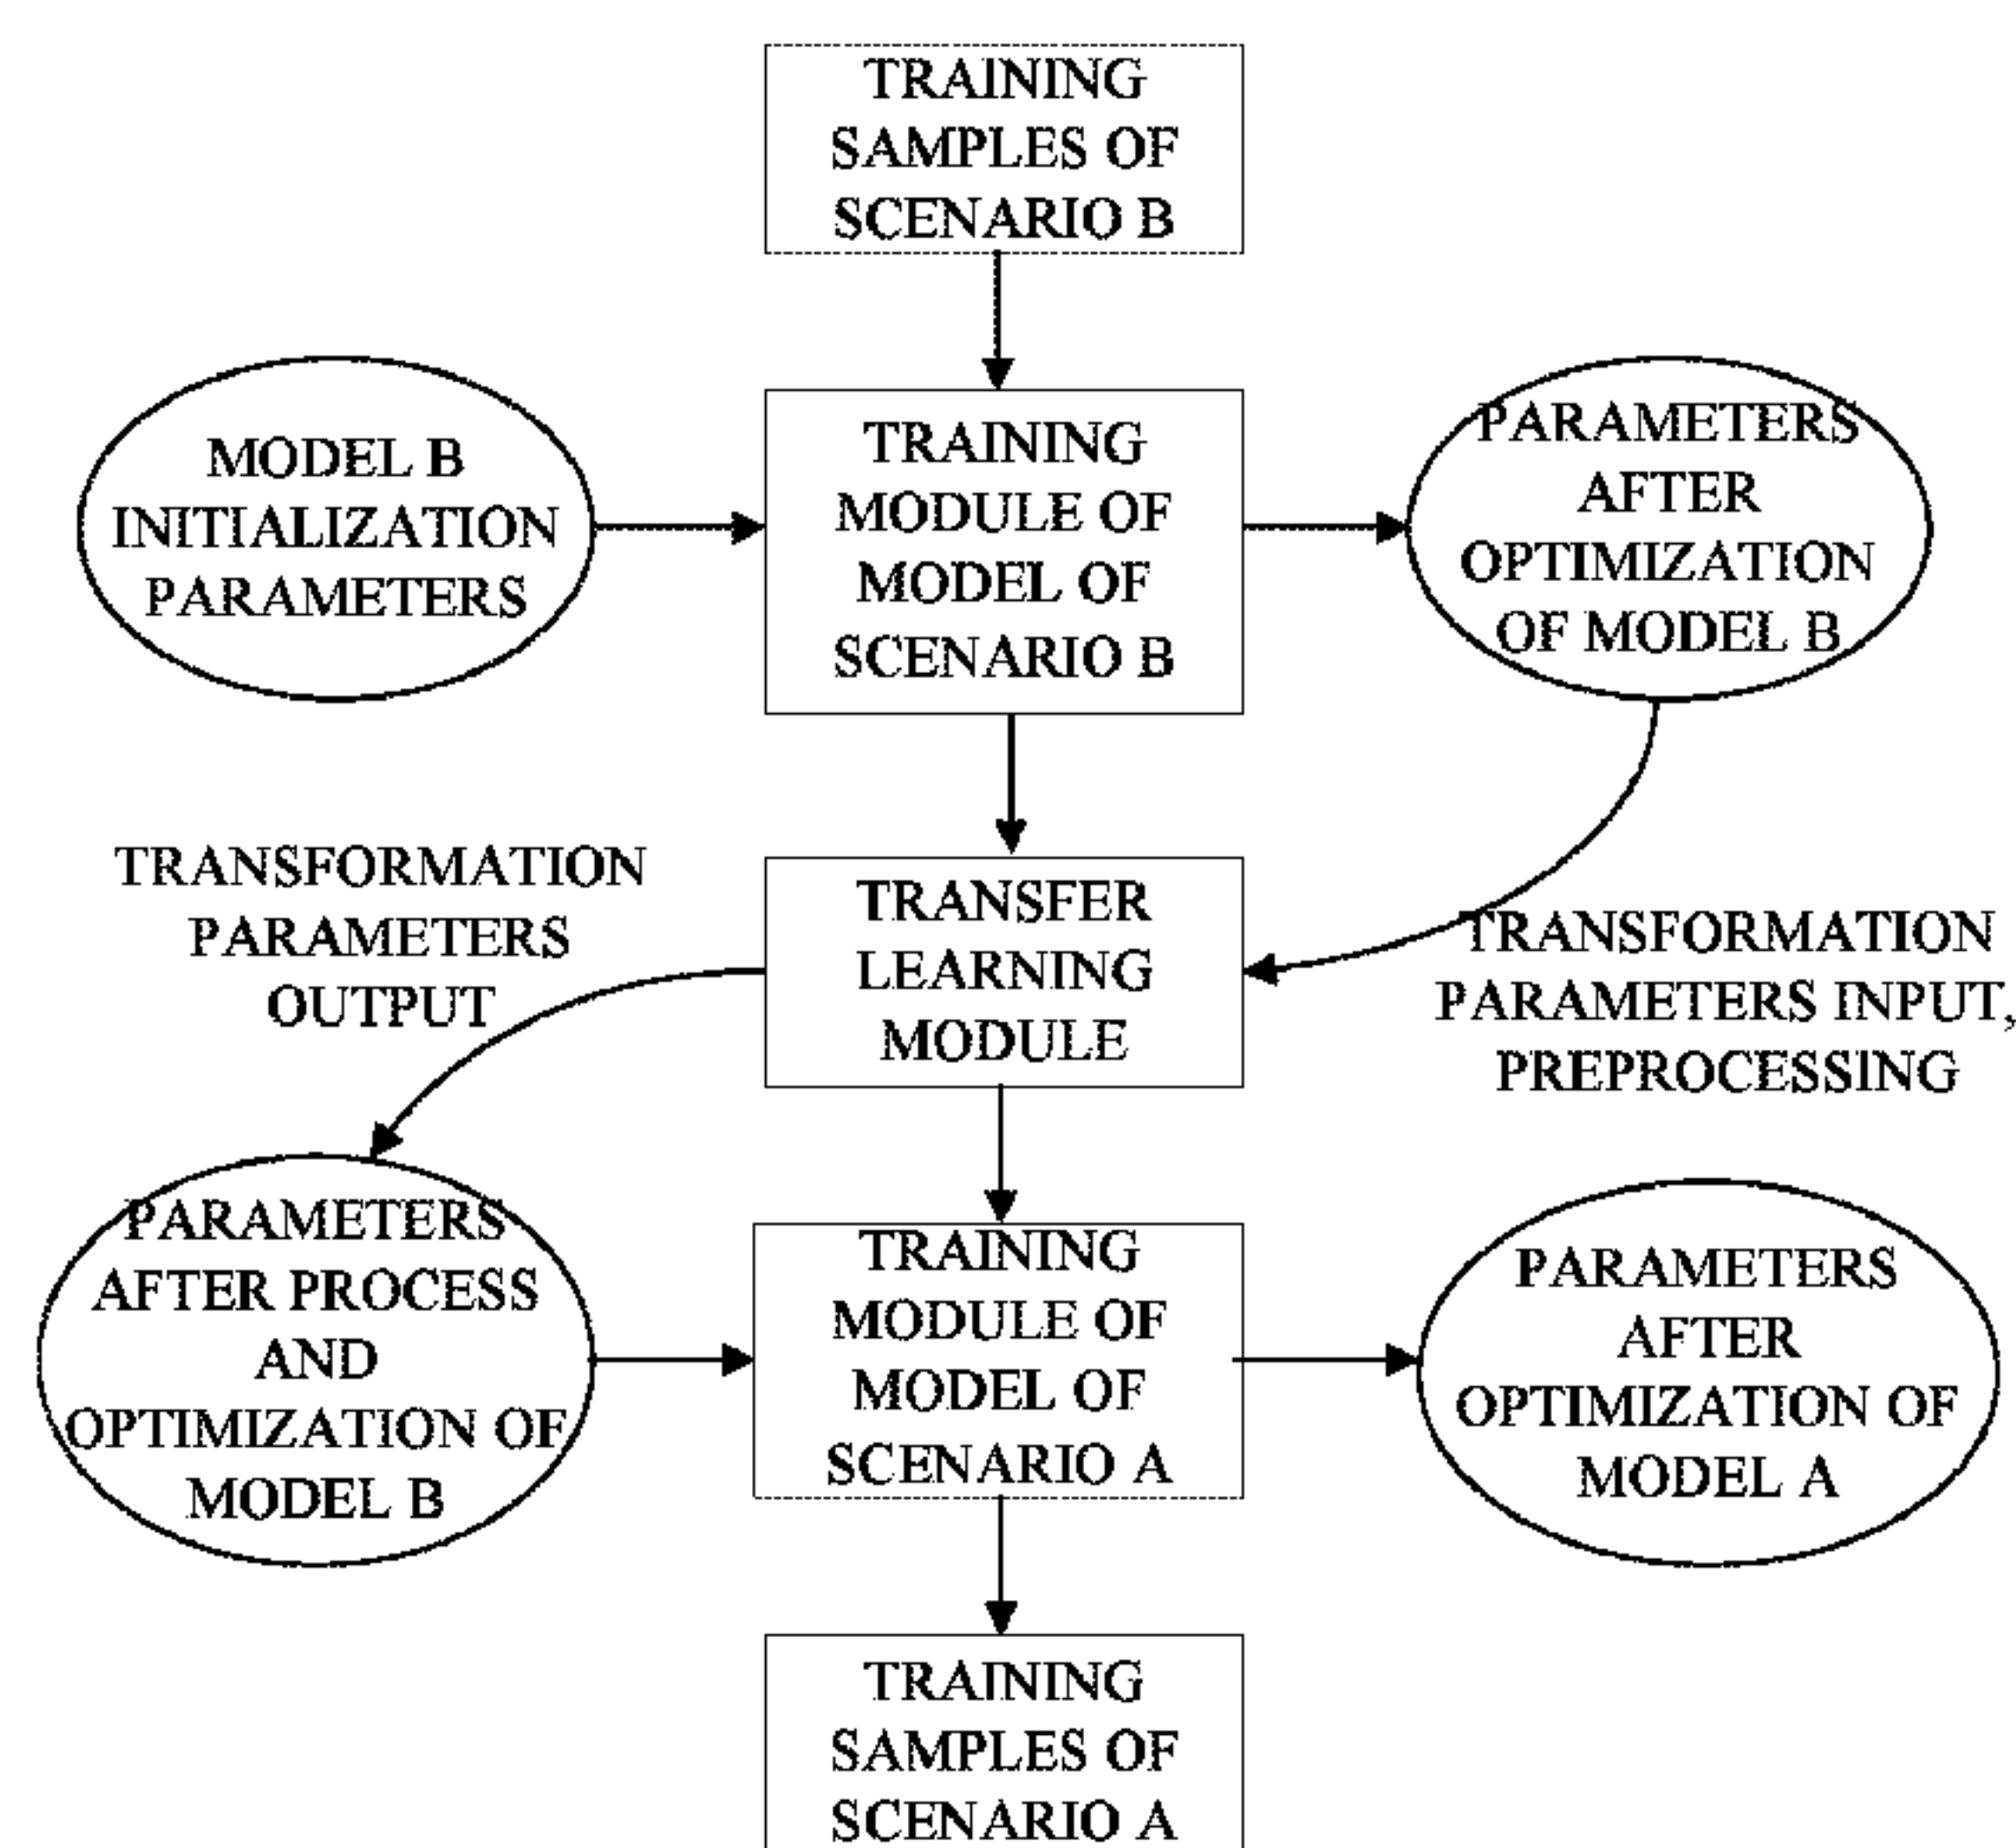 TRAINING
SAMPLES OF
SCENARIO B
MODEL B
INITIALIZATION
PARAMETERS
TRAINING
MODULE OF
MODEL OF
SCENARIO B
PARAMETERS
AFTER
OPTIMIZATION
OF MODEL B
TRANSFORMATION
PARAMETERS
OUTPUT
TRANSFER
LEARNING
MODULE
TRANSFORMATION
PARAMETERS INPUT,
PREPROCESSING
PARAMETERS
AFTER PROCESS
AND
OPTIMIZATION OF
MODEL B
TRAINING
MODULE OF
MODEL OF
SCENARIO A
PARAMETERS
AFTER
OPTIMIZATION OF
MODEL A
TRAINING
SAMPLES OF
SCENARIO A